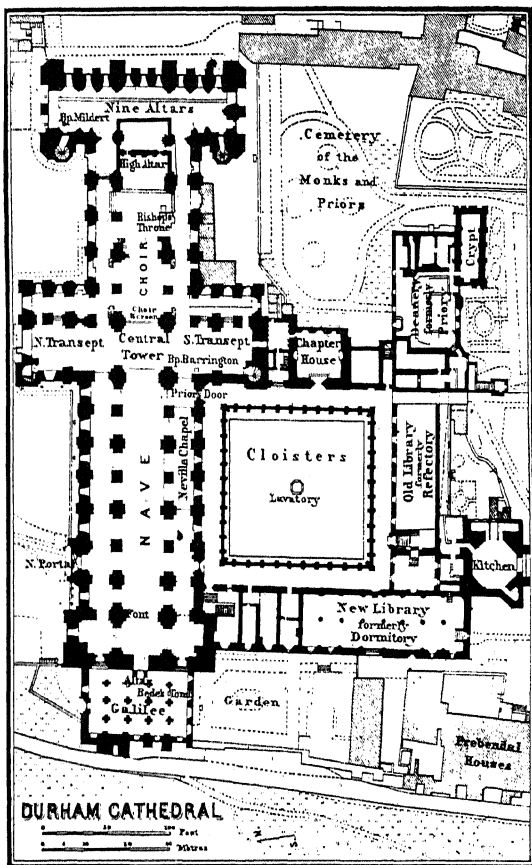 Nine Altars
Bp. Mildert
High Altar
Cemetery
of the
Monks and
Priors
Bishop's
Throne
CHOIR
Crypt
Deanery
formerly
Priory
Choir
Screen
N. Transept
Central
Tower
S. Transept
Chapter
House
Bp. Barrington
Priors Door
NAVE
Neville Chapel
Cloisters
Lavatory
Old Library
formerly
Refectory
N. Portal
Kitchen
Font
New Library
formerly
Dormitory
Altar
Bede's Tomb
Galilee
Garden
Prebendal
Houses
DURHAM CATHEDRAL
Feet
Metres
N
S